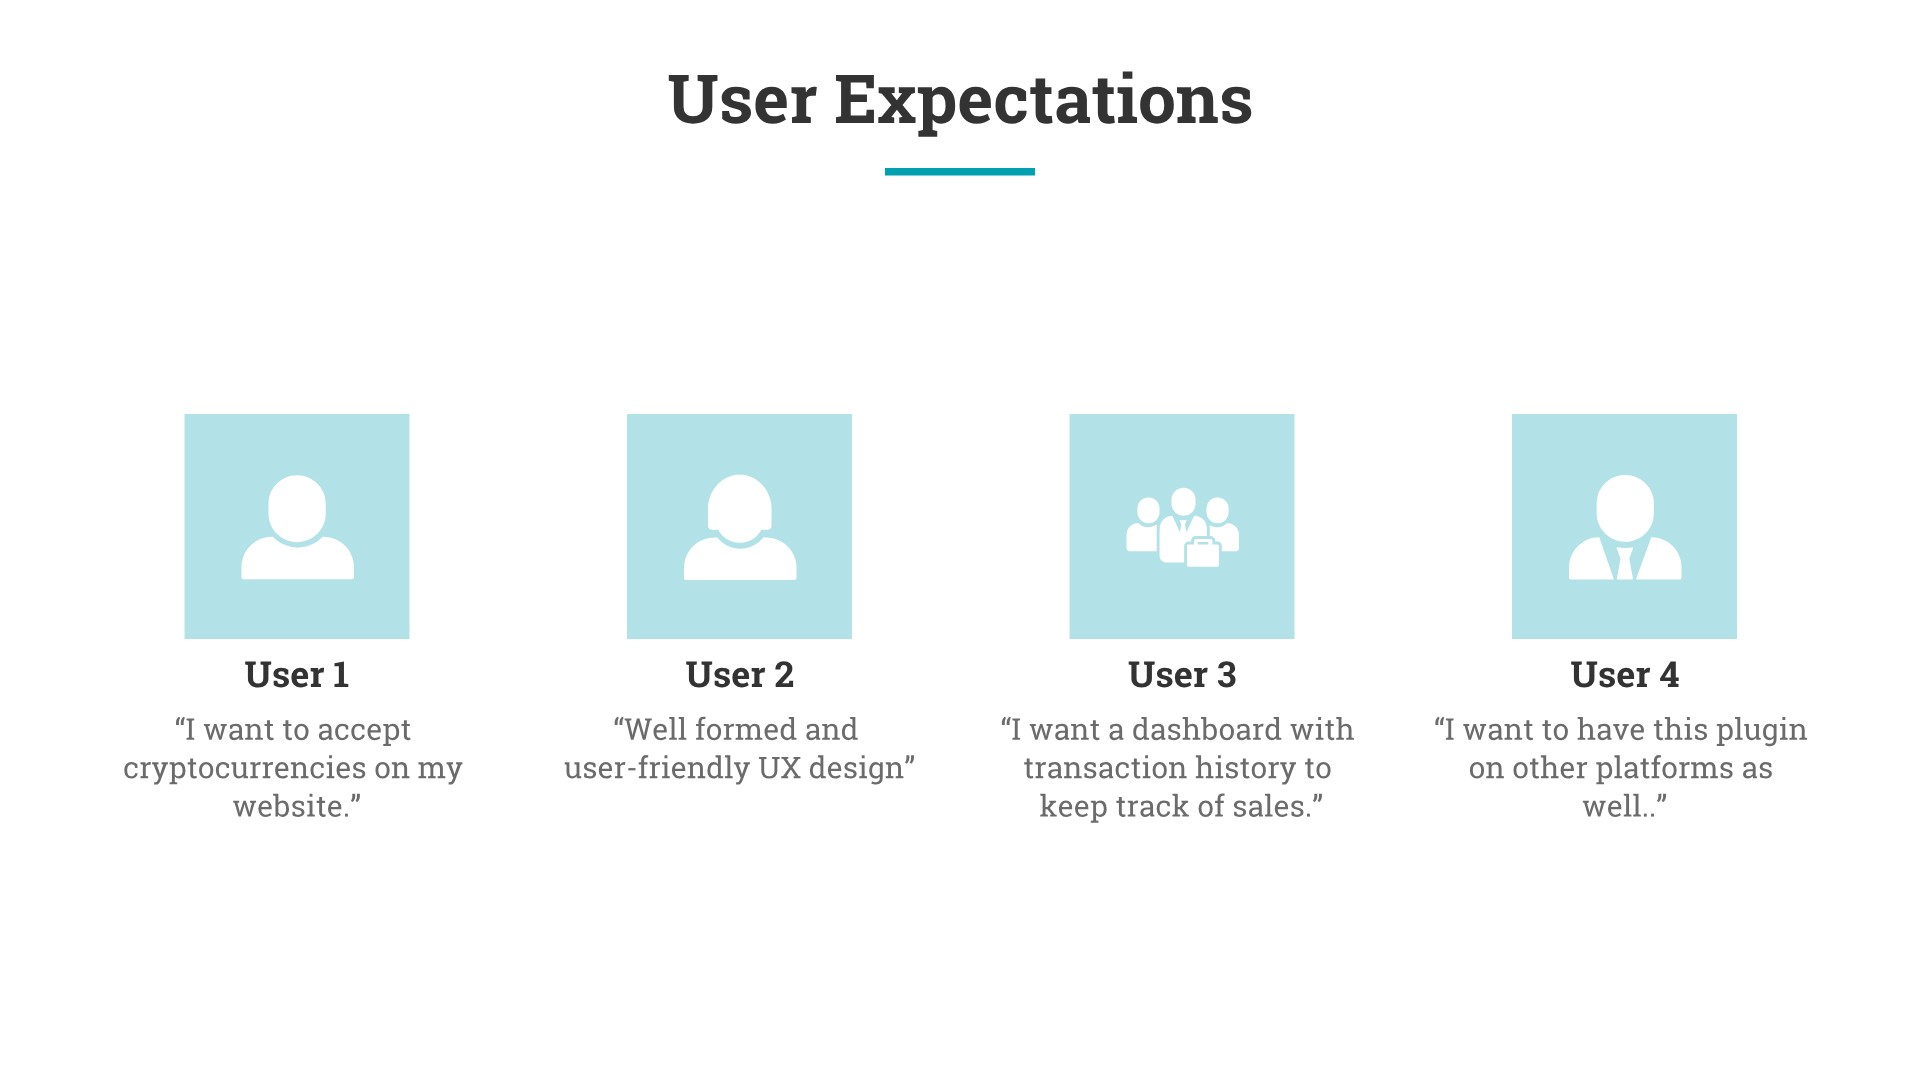 User Expectations
User 1
“I want to accept
cryptocurrencies on my
website.”
User 2
“Well formed and
user-friendly UX design”
User 3
“I want a dashboard with
transaction history to
keep track of sales.”
User 4
“I want to have this plugin
on other platforms as
well..”